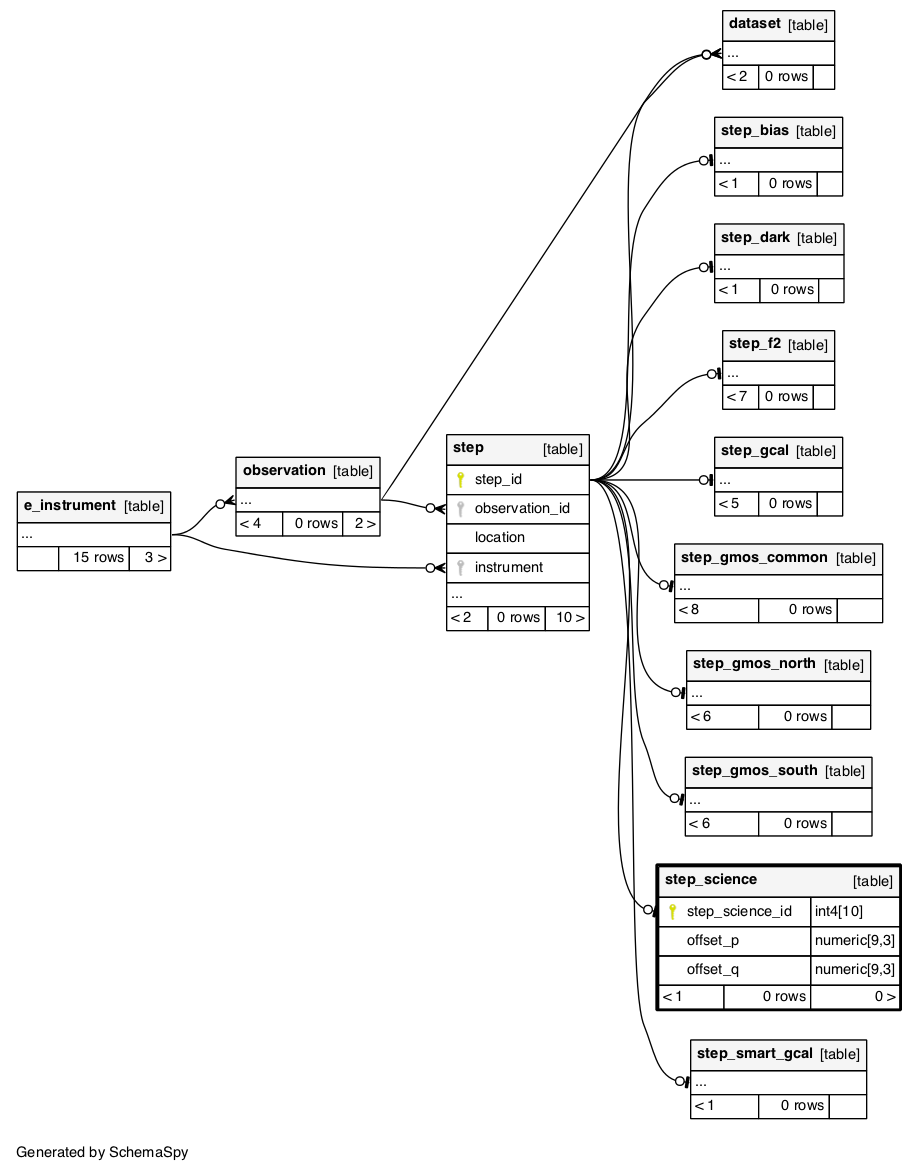 dataset [table]
...
< 2 0 rows
step_bias [table]
...
< 1 0 rows
step_dark [table]
...
< 1 0 rows
step_f2 [table]
...
< 7 0 rows
step_gcal [table]
...
< 5 0 rows
e_instrument [table]
...
15 rows 3 >
observation [table]
...
< 4 0 rows 2 >
step [table]
step_id
observation_id
location
instrument
...
< 2 0 rows 10 >
step_gmos_common [table]
...
< 8 0 rows
step_gmos_north [table]
...
< 6 0 rows
step_gmos_south [table]
...
< 6 0 rows
step_science [table]
step_science_id int4[10]
offset_p numeric[9,3]
offset_q numeric[9,3]
< 1 0 rows 0 >
step_smart_gcal [table]
...
< 1 0 rows
Generated by SchemaSpy